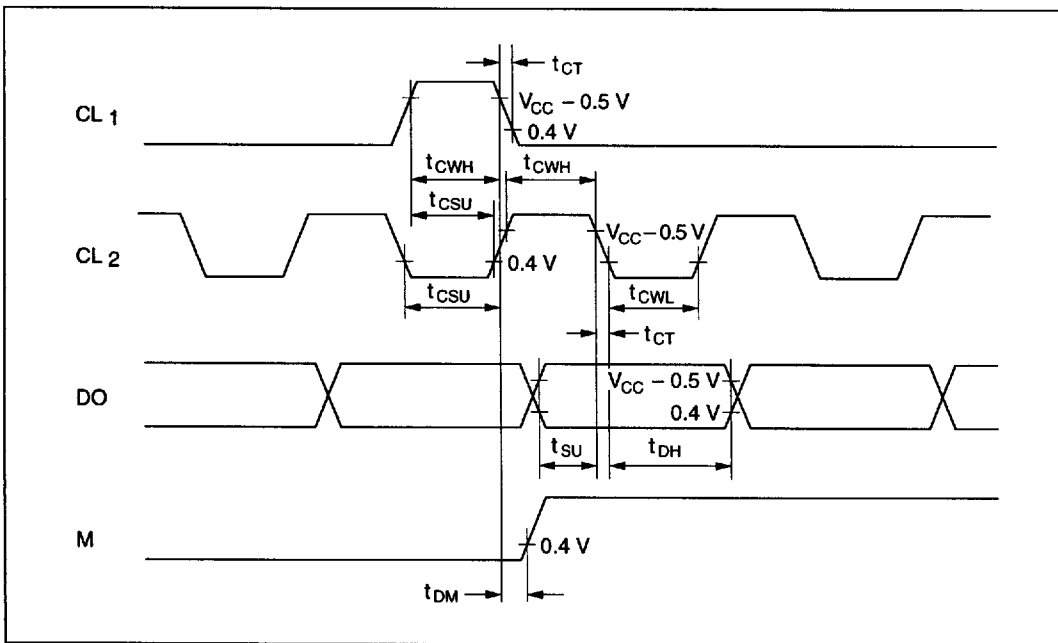 tCT
CL 1
VCC − 0.5 V
0.4 V
tCWH
tCWH
tCSU
CL 2
VCC − 0.5 V
0.4 V
tCSU
tCWL
tCT
DO
VCC − 0.5 V
0.4 V
tSU
tDH
M
0.4 V
tDM